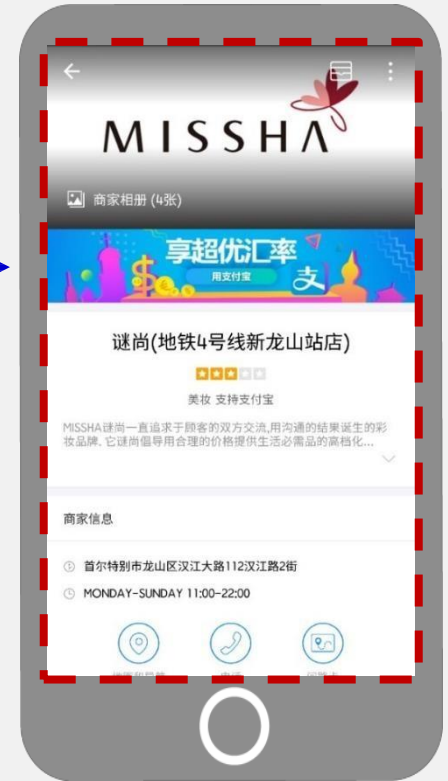 MISSHA
商家相册 (4张)
享超优汇率
用支付宝
支
谜尚(地铁4号线新龙山站店)
美妆 支持支付宝
MISSHA谜尚一直追求于顾客的双方交流,用沟通的结果诞生的彩
妆品牌. 它谜尚倡导用合理的价格提供生活必需品的高档化...
商家信息
首尔特别市龙山区汉江大路112汉江路2街
MONDAY-SUNDAY 11:00-22:00